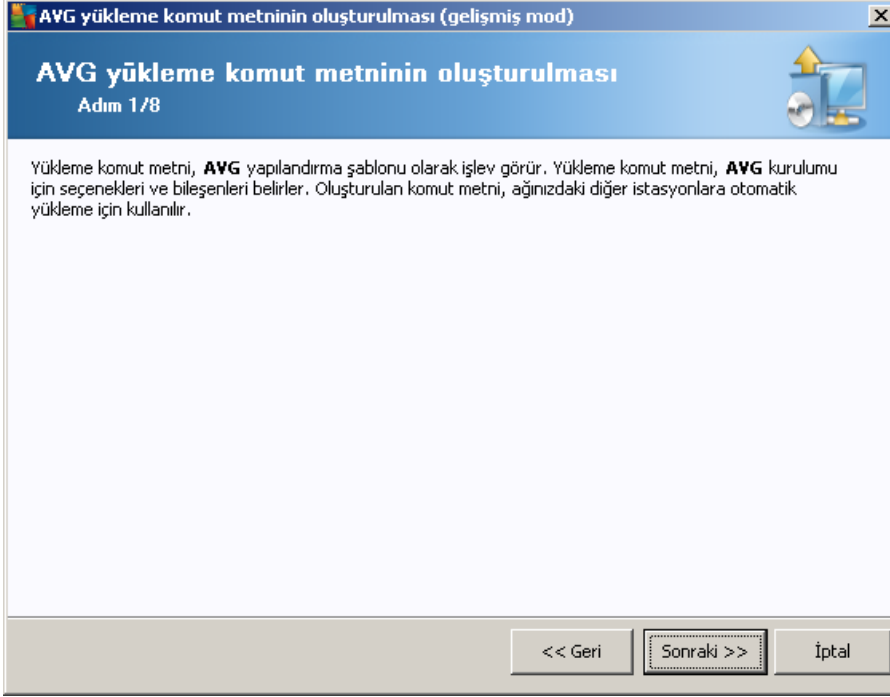 AVG yükleme komut metninin oluşturulması (gelişmiş mod)
AVG yükleme komut metninin oluşturulması
Adım 1/8
Yükleme komut metni, AVG yapılandırma şablonu olarak işlev görür. Yükleme komut metni, AVG kurulumu
için seçenekleri ve bileşenleri belirler. Oluşturulan komut metni, ağınızdaki diğer istasyonlara otomatik
yükleme için kullanılır.
<< Geri
Sonraki >>
İptal